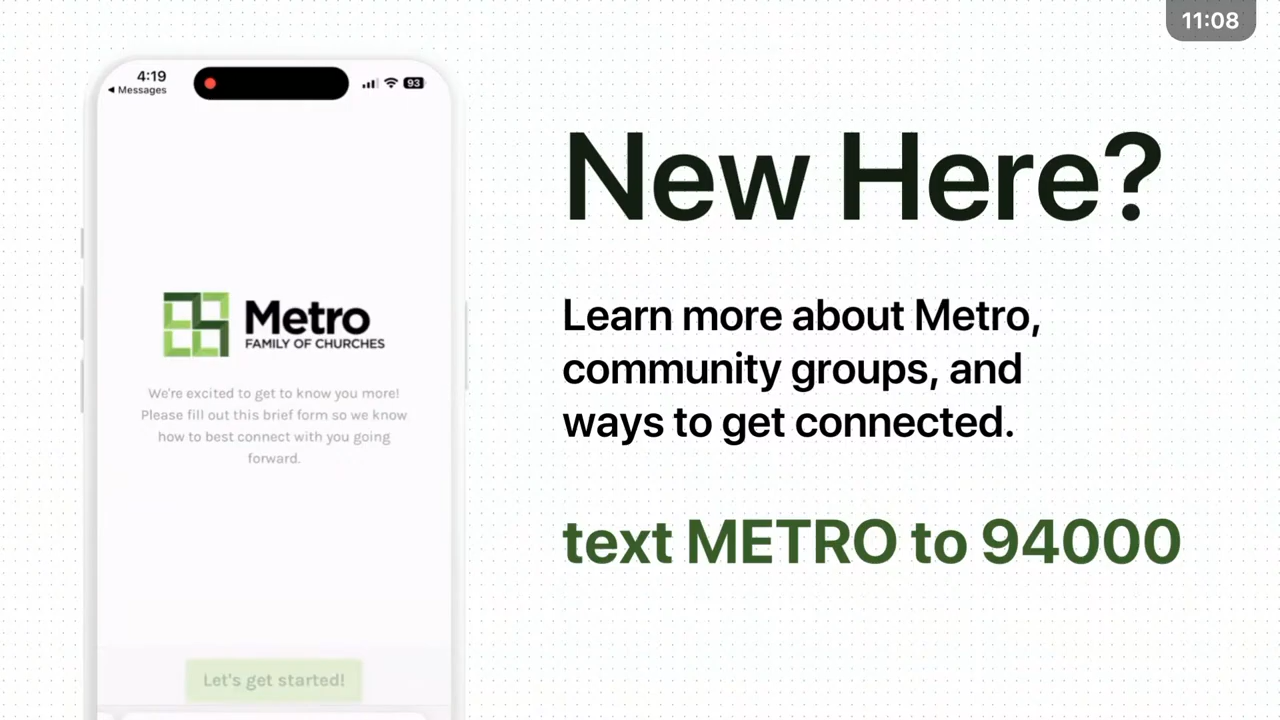 11:08
4:19
93
◀ Messages
Metro
FAMILY OF CHURCHES
We're excited to get to know you more!
Please fill out this brief form so we know
how to best connect with you going
forward.
Let's get started!
New Here?
Learn more about Metro,
community groups, and
ways to get connected.
text METRO to 94000